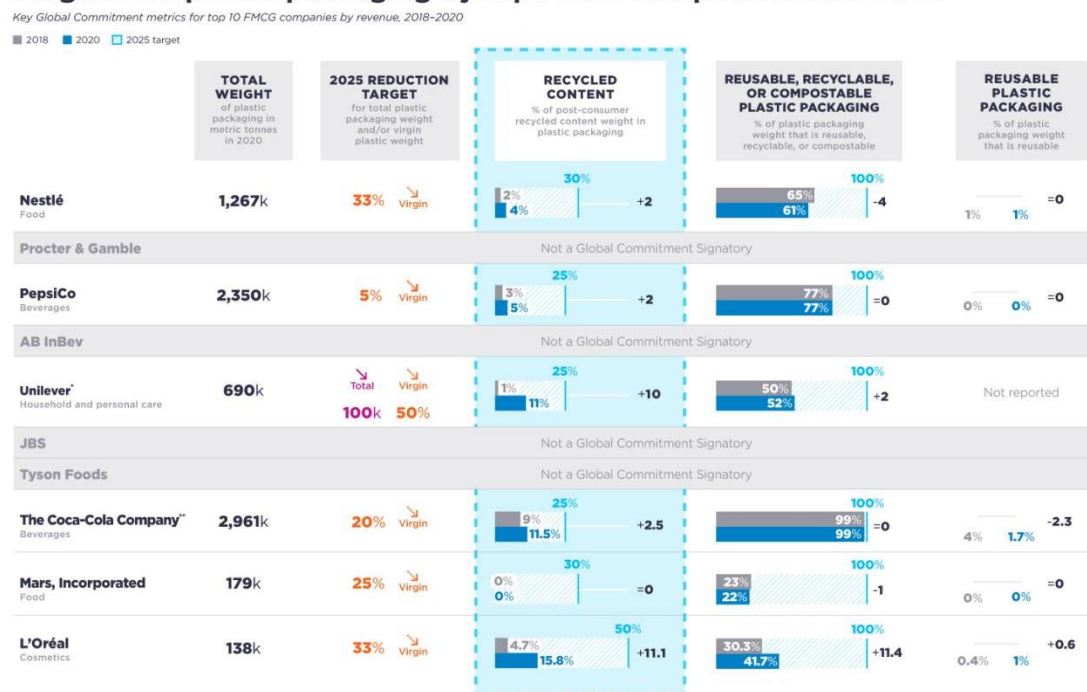 Key Global Commitment metrics for top 10 FMCG companies by revenue, 2018–2020
2018 2020 2025 target
TOTAL WEIGHT
of plastic packaging in metric tonnes in 2020
2025 REDUCTION TARGET
for total plastic packaging weight and/or virgin plastic weight
RECYCLED CONTENT
% of post-consumer recycled content weight in plastic packaging
REUSABLE, RECYCLABLE, OR COMPOSTABLE PLASTIC PACKAGING
% of plastic packaging weight that is reusable, recyclable, or compostable
REUSABLE PLASTIC PACKAGING
% of plastic packaging weight that is reusable
Nestlé
Food
1,267k
33% Virgin
30%
2%
4%
+2
100%
65%
61%
-4
1% 1%
=0
Procter & Gamble Not a Global Commitment Signatory
PepsiCo
Beverages
2,350k
5% Virgin
25%
3%
5%
+2
100%
77%
77%
=0
0% 0%
=0
AB InBev Not a Global Commitment Signatory
Unilever*
Household and personal care
690k
Total Virgin
100k 50%
25%
1%
11%
+10
100%
50%
52%
+2
Not reported
JBS Not a Global Commitment Signatory
Tyson Foods Not a Global Commitment Signatory
The Coca-Cola Company**
Beverages
2,961k
20% Virgin
25%
9%
11.5%
+2.5
100%
99%
99%
=0
4% 1.7%
-2.3
Mars, Incorporated
Food
179k
25% Virgin
30%
0%
0%
=0
100%
23%
22%
-1
0% 0%
=0
L'Oréal
Cosmetics
138k
33% Virgin
50%
4.7%
15.8%
+11.1
100%
30.3%
41.7%
+11.4
0.4% 1%
+0.6